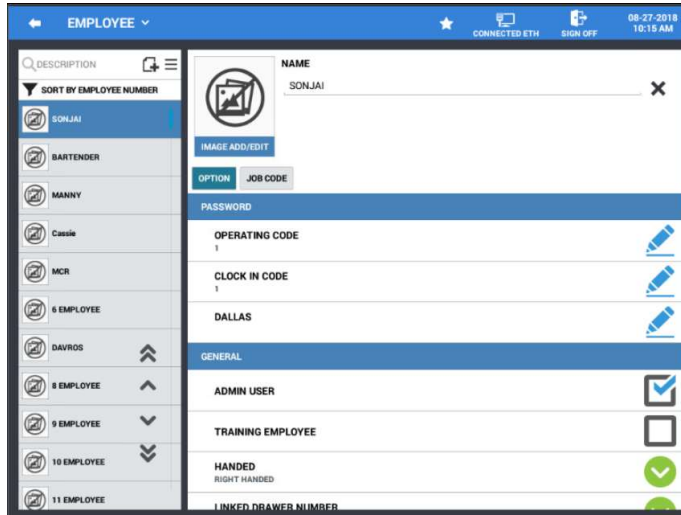 EMPLOYEE
CONNECTED ETH
SIGN OFF
08-27-2018
10:15 AM
DESCRIPTION
SORT BY EMPLOYEE NUMBER
SONJAI
BARTENDER
MANNY
Cassie
MCR
6 EMPLOYEE
DAVROS
8 EMPLOYEE
9 EMPLOYEE
10 EMPLOYEE
11 EMPLOYEE
NAME
SONJAI
IMAGE ADD/EDIT
OPTION JOB CODE
PASSWORD
OPERATING CODE
1
CLOCK IN CODE
1
DALLAS
GENERAL
ADMIN USER
TRAINING EMPLOYEE
HANDED
RIGHT HANDED
LINKED DRAWER NUMBER